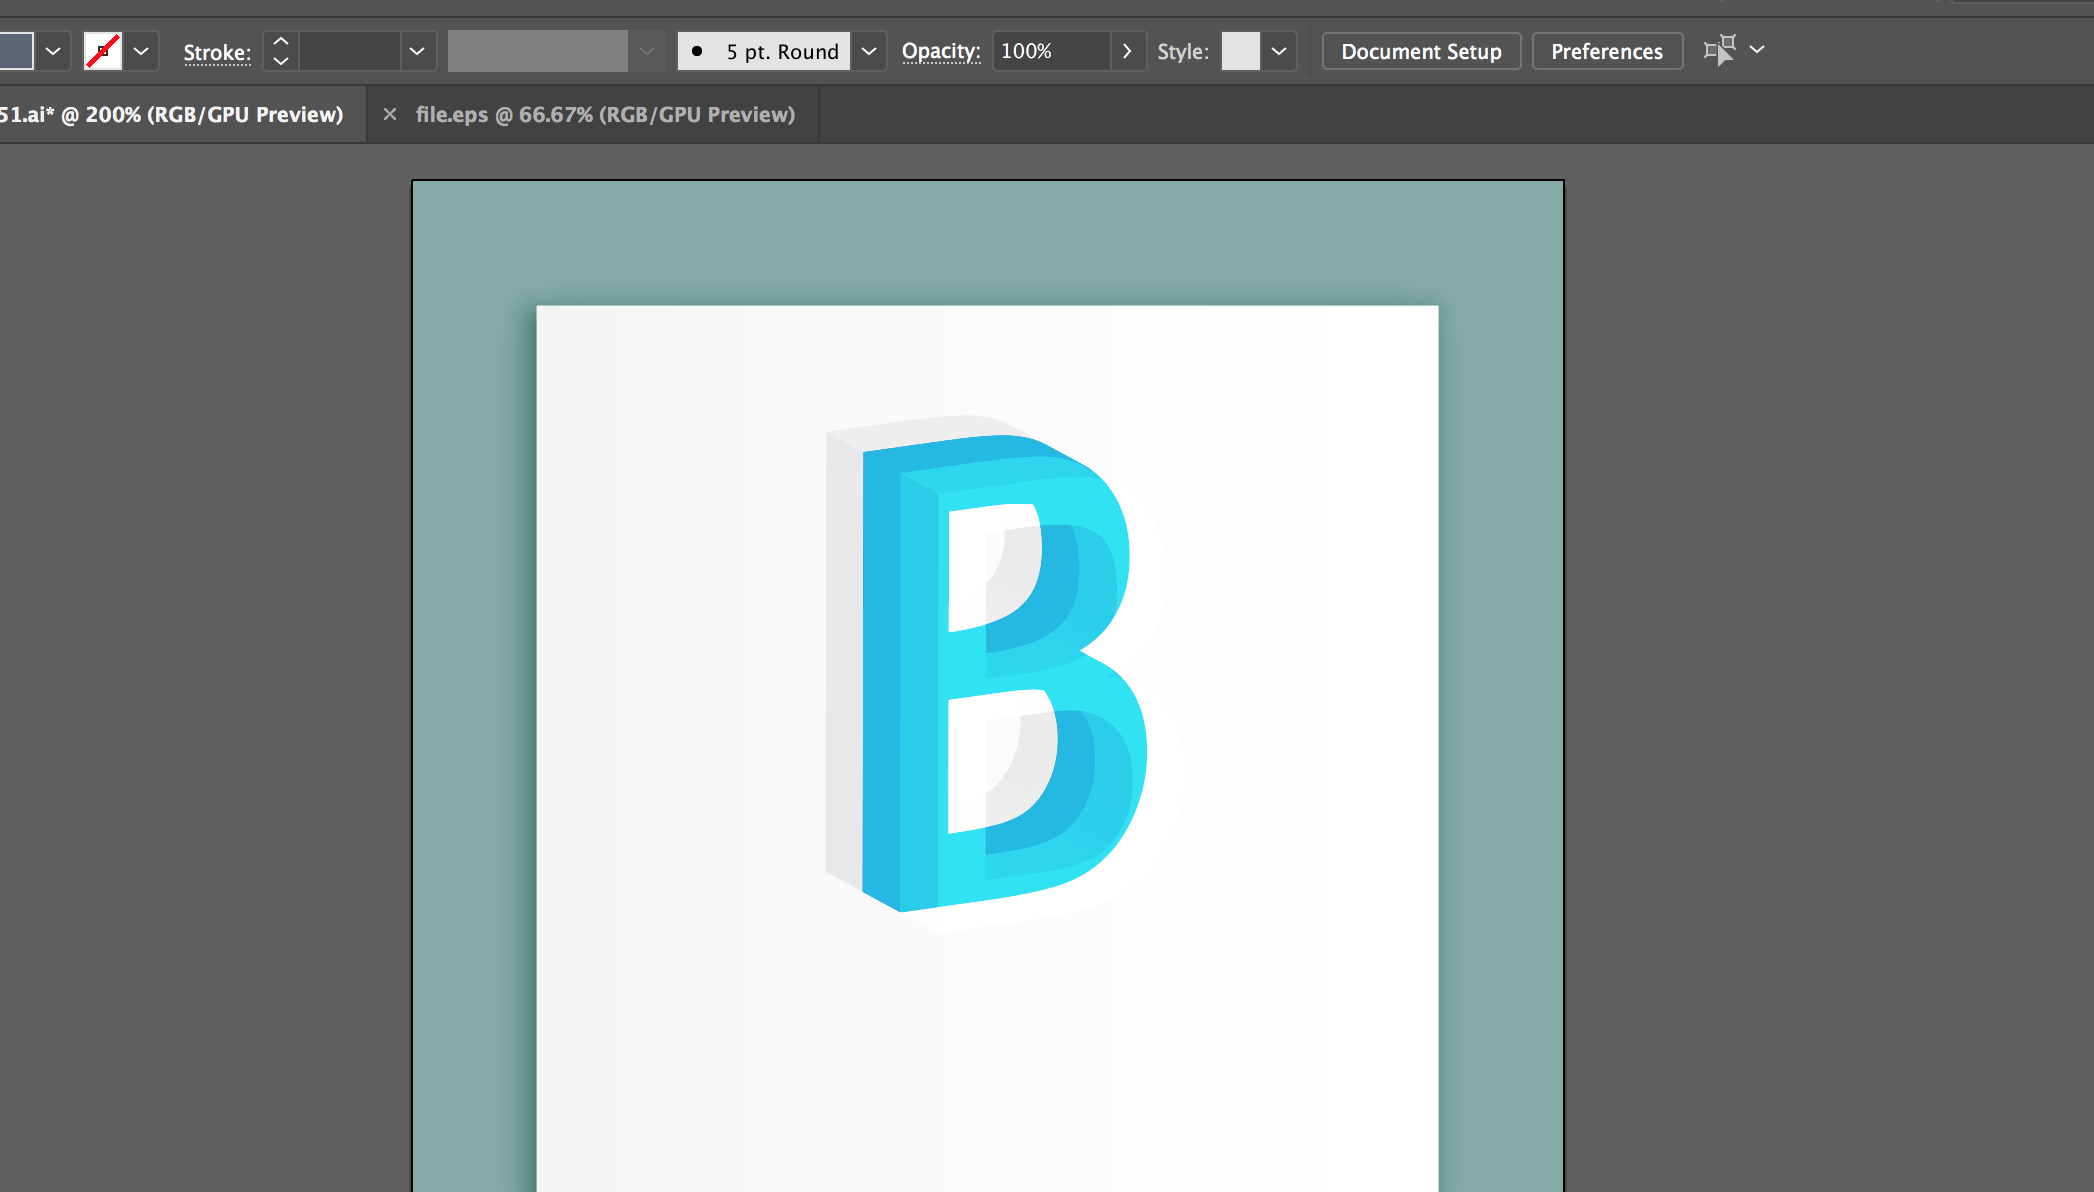 Stroke: 5 pt. Round Opacity: 100% Style: Document Setup Preferences
51.ai* @ 200% (RGB/GPU Preview) × file.eps @ 66.67% (RGB/GPU Preview)
B